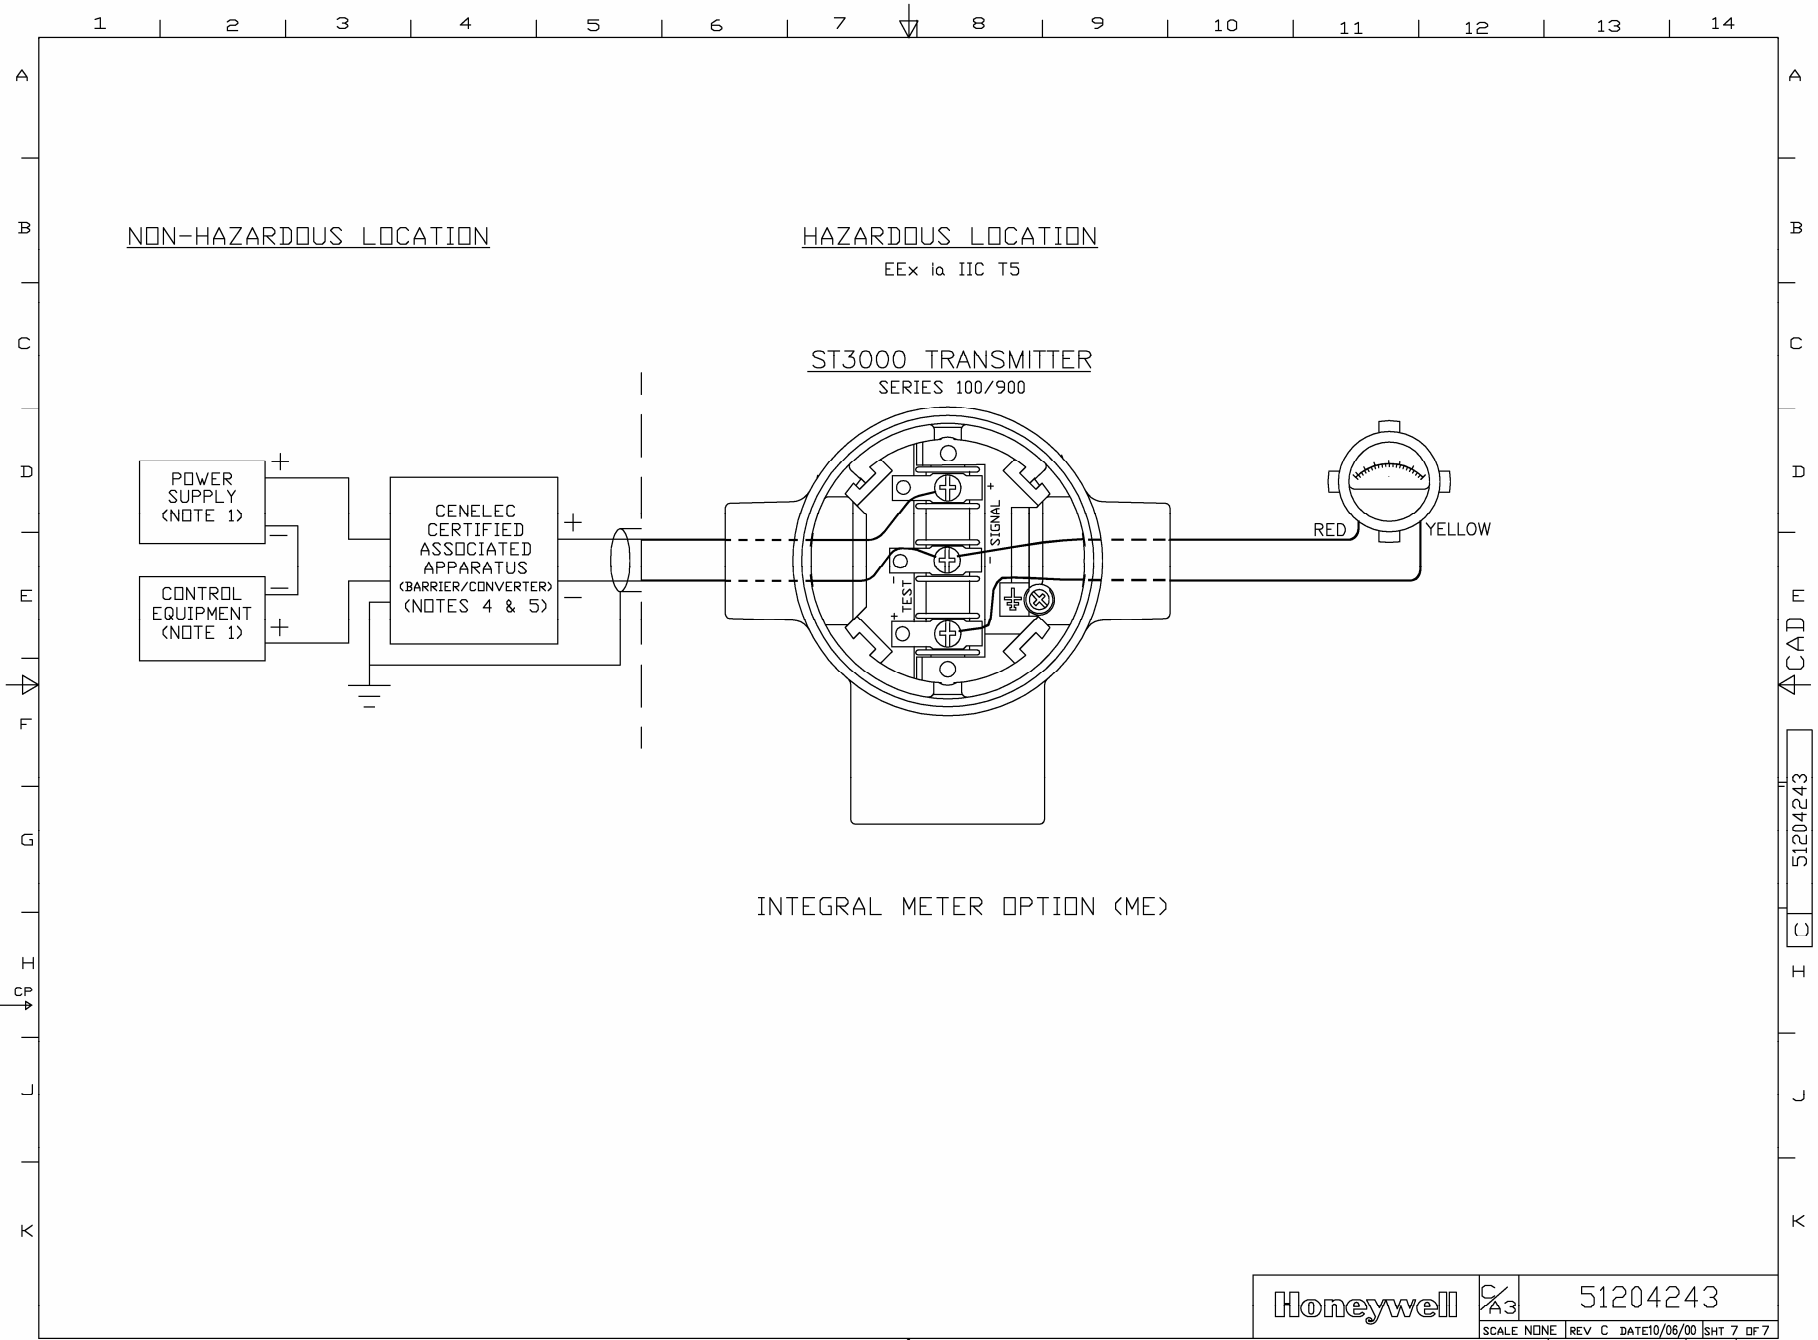 1 2 3 4 5 6 7 8 9 10 11 12 13 14
A A
B B
NON-HAZARDOUS LOCATION
HAZARDOUS LOCATION
EEx ia IIC T5
C C
ST3000 TRANSMITTER
SERIES 100/900
D D
POWER
SUPPLY
(NOTE 1)
+
-
CONTROL
EQUIPMENT
(NOTE 1)
-
+
CENELEC
CERTIFIED
ASSOCIATED
APPARATUS
(BARRIER/CONVERTER)
(NOTES 4 & 5)
+
-
- SIGNAL +
+ TEST -
RED
YELLOW
E E
CAD
F
G
51204243
C
INTEGRAL METER OPTION (ME)
H H
CP
J J
K K
Honeywell
C/A3
51204243
SCALE NONE REV C DATE10/06/00 SHT 7 OF 7